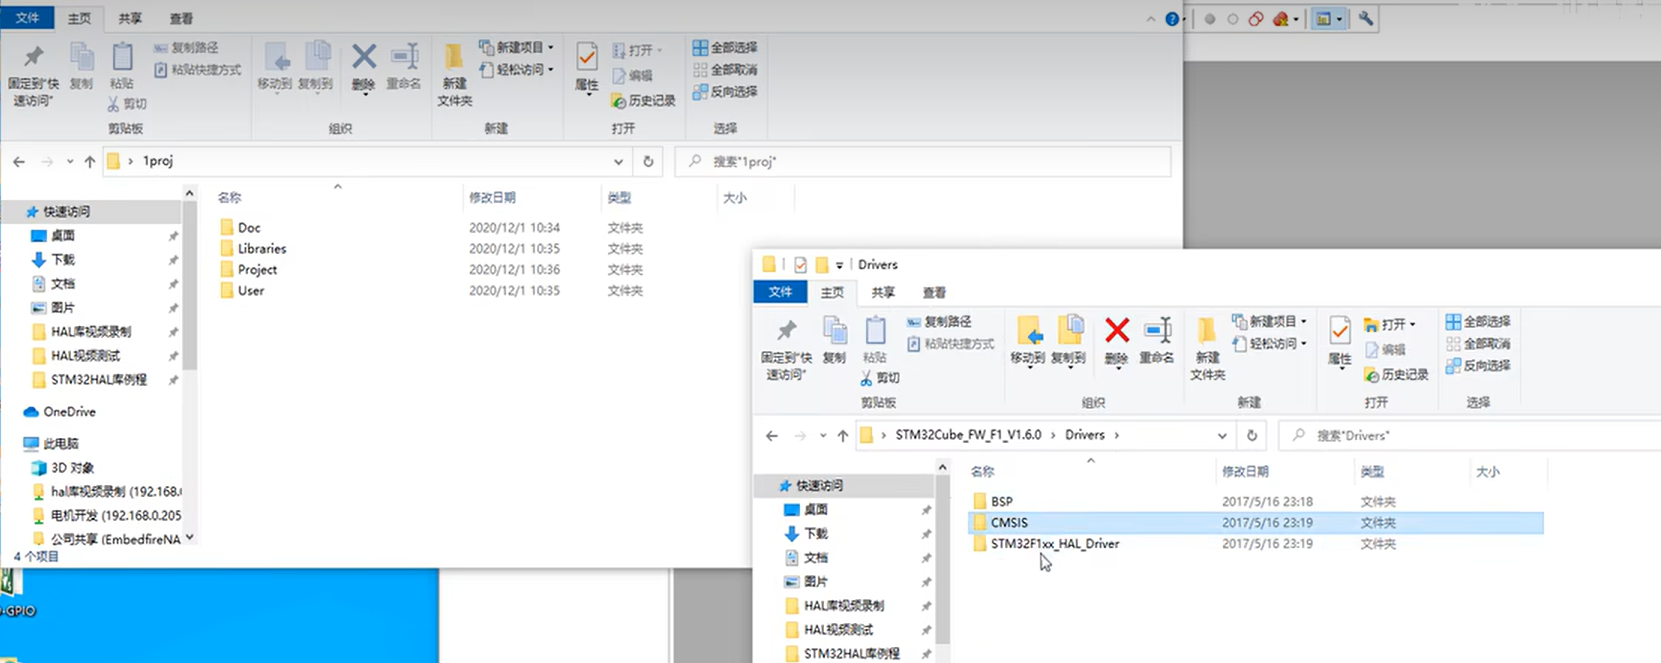 文件 主页 共享 查看
固定到"快速访问" 复制 粘贴 复制路径 粘贴快捷方式 剪切
移动到 复制到 删除 重命名
新建文件夹 新建项目 轻松访问
属性 打开 编辑 历史记录
全部选择 全部取消 反向选择
剪贴板 组织 新建 打开 选择
1proj 搜索"1proj"
名称 修改日期 类型 大小
快速访问
桌面
下载
文档
图片
HAL库视频录制
HAL视频测试
STM32HAL库例程
OneDrive
此电脑
3D 对象
hal库视频录制 (192.168.
电机开发 (192.168.0.205
公司共享 (EmbedfireNA
Doc 2020/12/1 10:34 文件夹
Libraries 2020/12/1 10:35 文件夹
Project 2020/12/1 10:36 文件夹
User 2020/12/1 10:35 文件夹
4 个项目
-GPIO
Drivers
文件 主页 共享 查看
固定到"快速访问" 复制 粘贴 复制路径 粘贴快捷方式 剪切
移动到 复制到 删除 重命名
新建文件夹 新建项目 轻松访问
属性 打开 编辑 历史记录
全部选择 全部取消 反向选择
剪贴板 组织 新建 打开 选择
STM32Cube_FW_F1_V1.6.0 Drivers 搜索"Drivers"
名称 修改日期 类型 大小
快速访问
桌面
下载
文档
图片
HAL库视频录制
HAL视频测试
STM32HAL库例程
BSP 2017/5/16 23:18 文件夹
CMSIS 2017/5/16 23:19 文件夹
STM32F1xx_HAL_Driver 2017/5/16 23:19 文件夹